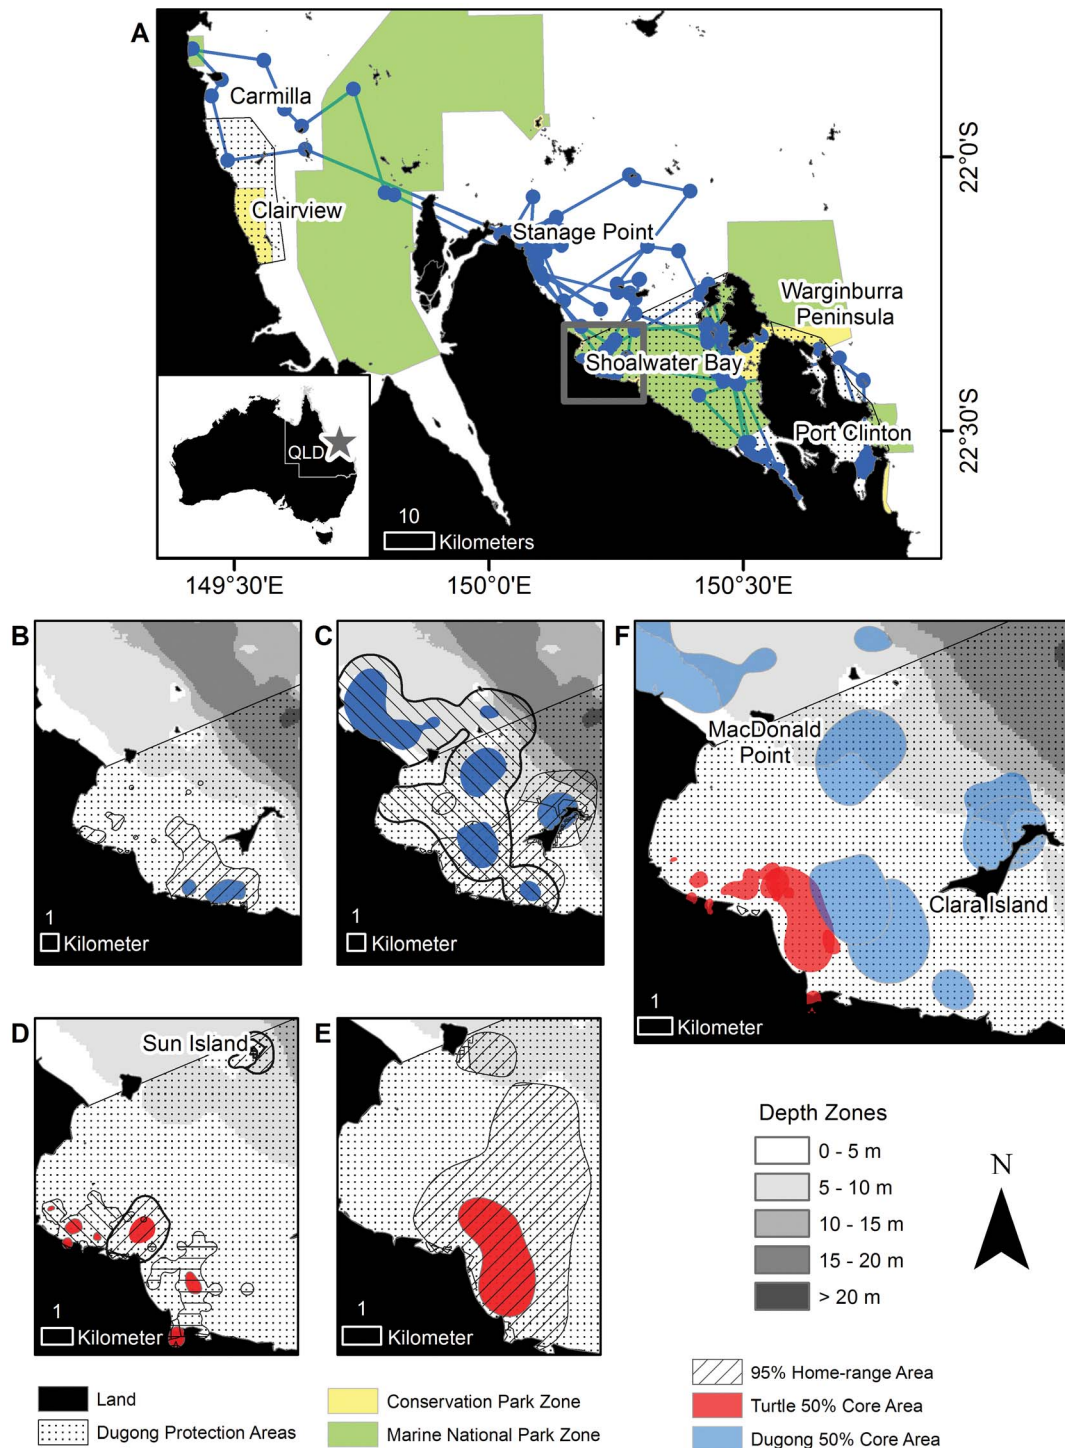 A
Carmilla
Clairview
Stanage Point
Warginburra
Peninsula
Shoalwater Bay
Port Clinton
QLD
10
Kilometers
22°0'S
22°30'S
149°30'E
150°0'E
150°30'E
B
1
Kilometer
C
1
Kilometer
F
MacDonald
Point
Clara Island
1
Kilometer
D
Sun Island
1
Kilometer
E
1
Kilometer
Depth Zones
0 - 5 m
5 - 10 m
10 - 15 m
15 - 20 m
> 20 m
N
Land
Dugong Protection Areas
Conservation Park Zone
Marine National Park Zone
95% Home-range Area
Turtle 50% Core Area
Dugong 50% Core Area